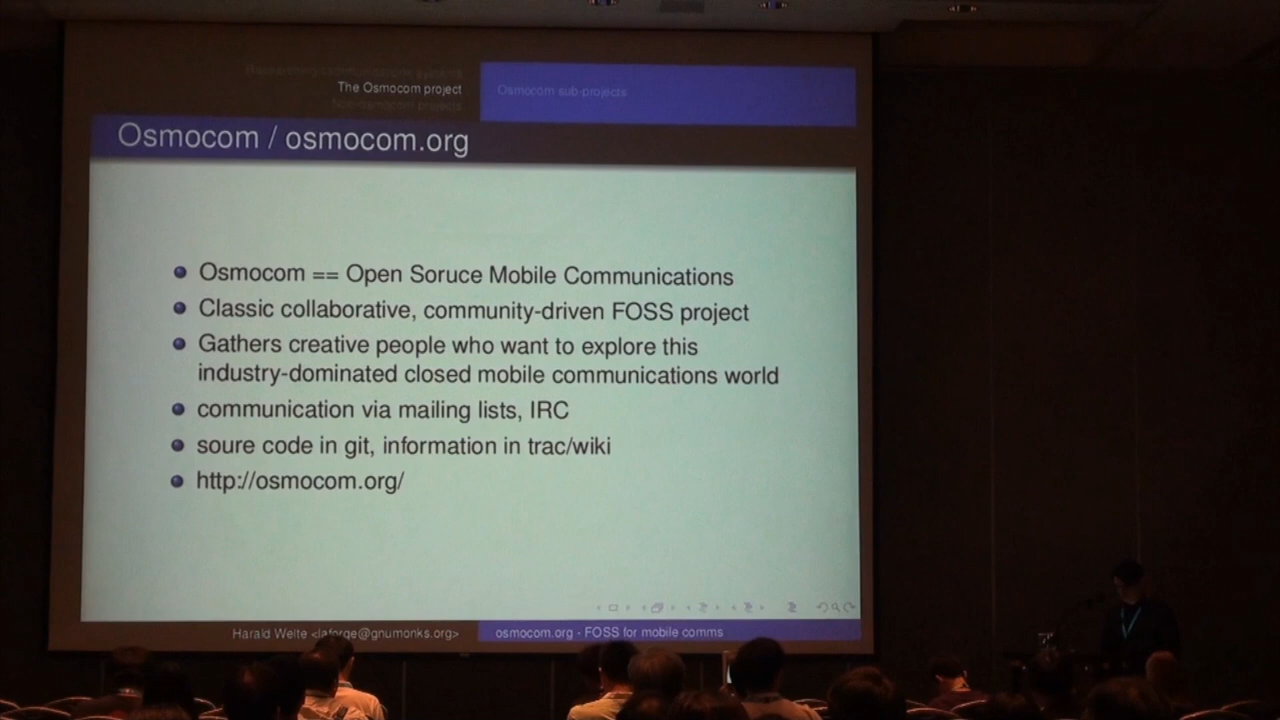 Researching communications systems
The Osmocom project
Non-osmocom projects
Osmocom sub-projects
Osmocom / osmocom.org
Osmocom == Open Soruce Mobile Communications
Classic collaborative, community-driven FOSS project
Gathers creative people who want to explore this
industry-dominated closed mobile communications world
communication via mailing lists, IRC
soure code in git, information in trac/wiki
http://osmocom.org/
Harald Welte <laforge@gnumonks.org>
osmocom.org - FOSS for mobile comms